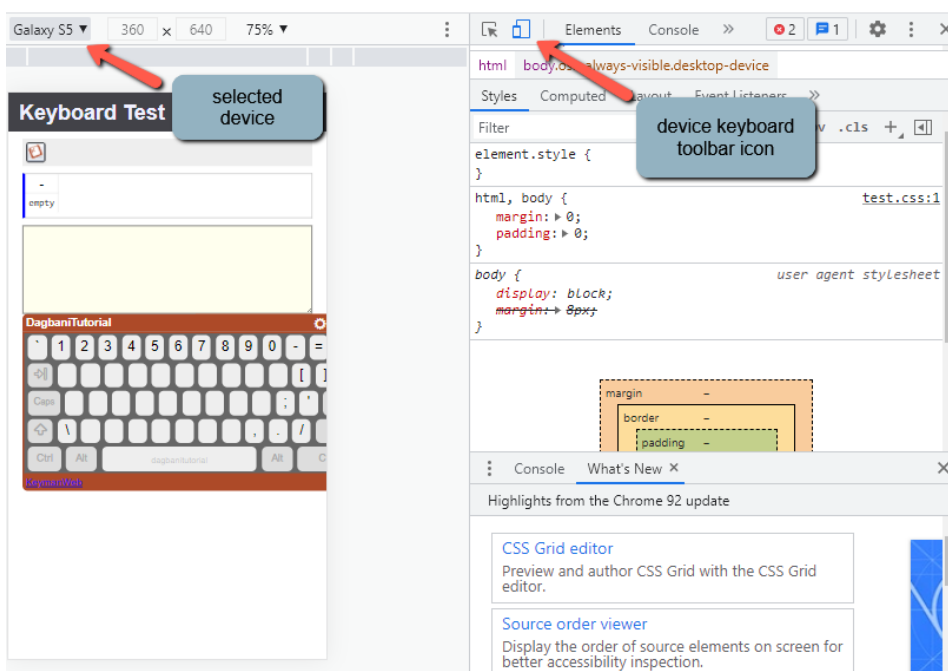 Galaxy S5 ▼ 360 x 640 75% ▼
selected
device
Keyboard Test
-
empty
DagbaniTutorial
` 1 2 3 4 5 6 7 8 9 0 - =
[ ]
Caps ; '
\ , . /
Ctrl Alt dagbanitutorial Alt C
KeymanWeb
Elements Console » 2 1
html body.osk-always-visible.desktop-device
Styles Computed Layout Event Listeners »
Filter .cls +
device keyboard
toolbar icon
element.style {
}
html, body { test.css:1
margin: ▶ 0;
padding: ▶ 0;
}
body { user agent stylesheet
display: block;
margin: ▶ 8px;
}
margin –
border –
padding –
Console What's New ×
Highlights from the Chrome 92 update
CSS Grid editor
Preview and author CSS Grid with the CSS Grid
editor.
Source order viewer
Display the order of source elements on screen for
better accessibility inspection.